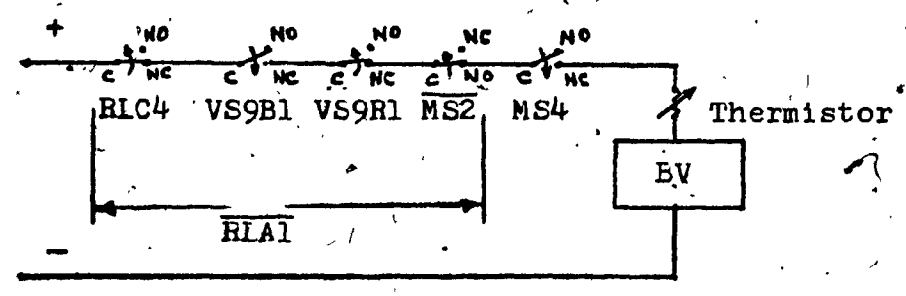 +
NO NO NO NC NO
C NC C NC C NC C NO C NC
RLC4 VS9B1 VS9R1 MS2 MS4 Thermistor
BV
RLA1
−